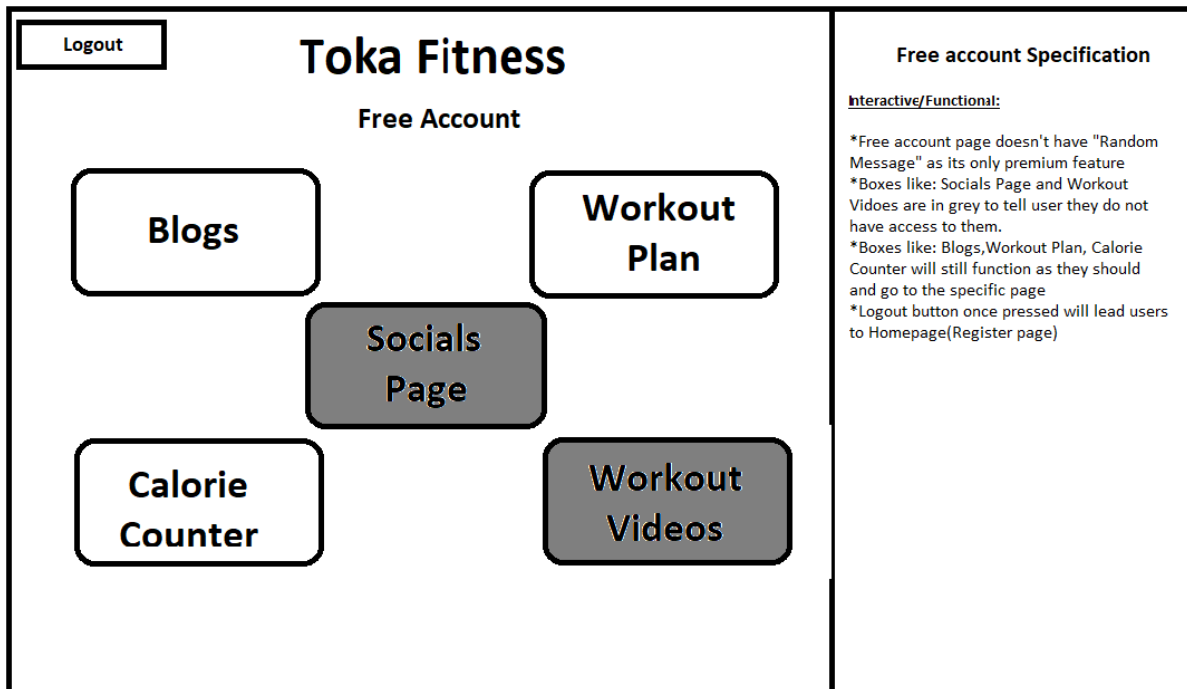 Logout
Toka Fitness
Free Account
Blogs
Workout
Plan
Socials
Page
Calorie
Counter
Workout
Videos
Free account Specification
Interactive/Functional:
*Free account page doesn't have "Random
Message" as its only premium feature
*Boxes like: Socials Page and Workout
Vidoes are in grey to tell user they do not
have access to them.
*Boxes like: Blogs,Workout Plan, Calorie
Counter will still function as they should
and go to the specific page
*Logout button once pressed will lead users
to Homepage(Register page)